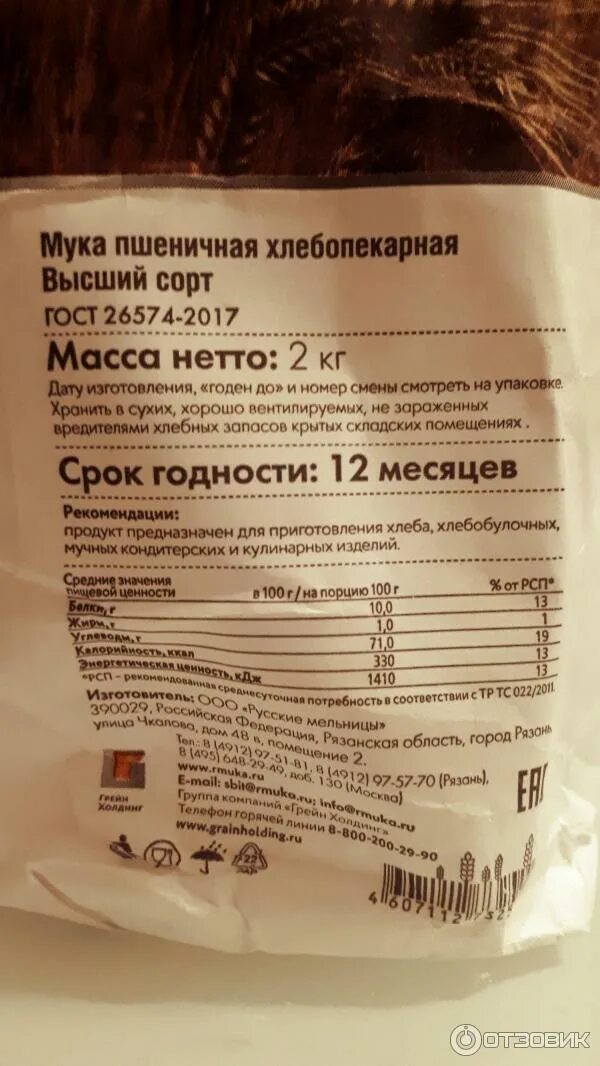 Мука пшеничная хлебопекарная
Высший сорт
ГОСТ 26574-2017
Масса нетто: 2 кг
Дату изготовления, «годен до» и номер смены смотреть на упаковке.
Хранить в сухих, хорошо вентилируемых, не зараженных
вредителями хлебных запасов крытых складских помещениях .
Срок годности: 12 месяцев
Рекомендации:
продукт предназначен для приготовления хлеба, хлебобулочных,
мучных кондитерских и кулинарных изделий.
Средние значения
пищевой ценности в 100 г / на порцию 100 г % от РСП*
Белки, г 10,0 13
Жиры, г 1,0 1
Углеводы, г 71,0 19
Калорийность, ккал 330 13
Энергетическая ценность, кДж 1410 13
*РСП - рекомендованная среднесуточная потребность в соответствии с ТР ТС 022/2011
Изготовитель: ООО «Русские мельницы»
390029, Российская Федерация, Рязанская область, город Рязань
улица Чкалова, дом 48 в, помещение 2.
Тел.: 8 (4912) 97-51-81, 8 (4912) 97-57-70 (Рязань),
8 (495) 648-29-49, доб. 130 (Москва)
www.rmuka.ru
E-mail: sbit@rmuka.ru; info@rmuka.ru
Группа компаний «Грейн Холдинг»
Телефон горячей линии 8-800-200-29-90
www.grainholding.ru
ГРЕЙН
ХОЛДИНГ
EAC
22
PAP
4 607112 732
ОТЗОВИК